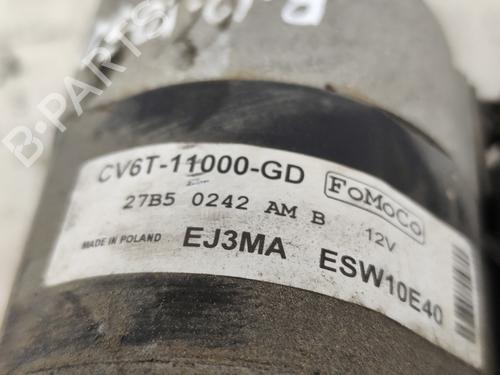 B-PARTS
CV6T-11000-GD FoMoCo
27B5 0242 AM B 12V
MADE IN POLAND EJ3MA ESW10E40